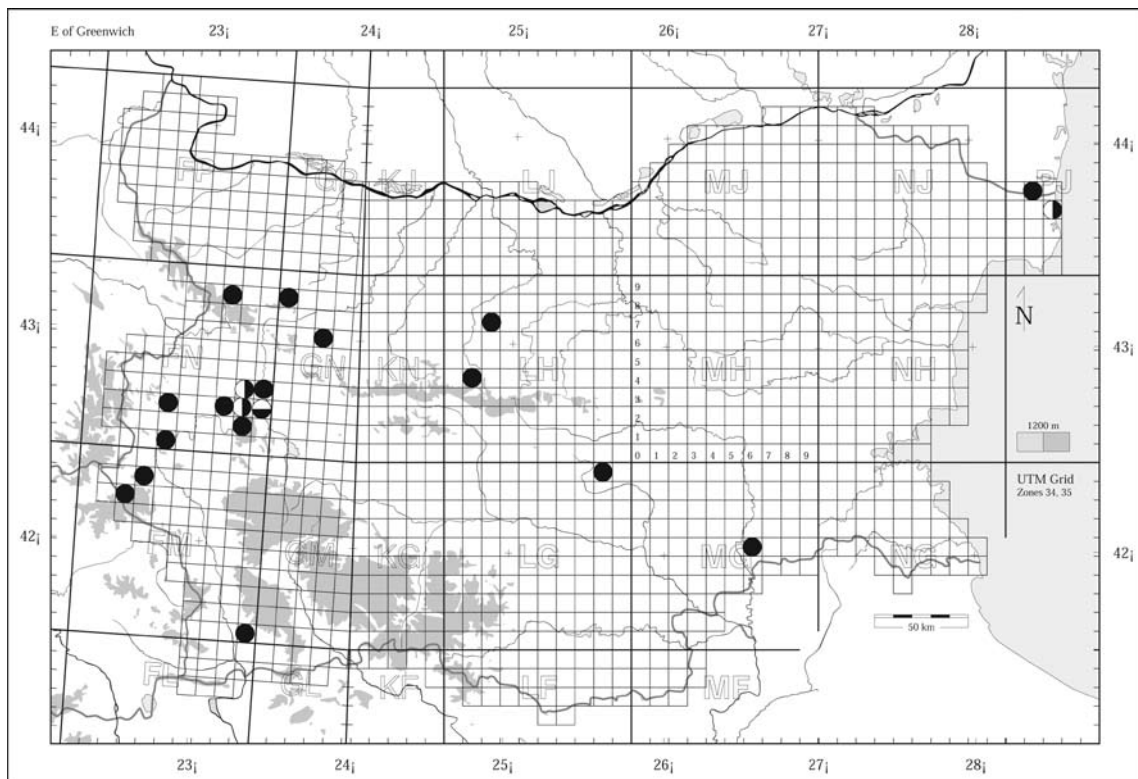 E of Greenwich
23¡ 24¡ 25¡ 26¡ 27¡ 28¡
44¡ 44¡
FP GP KJ LJ MJ NJ PJ
9
8
43¡ 7 N
6 43¡
FN GN KN LH 5 MH NH
4
3
2 1200 m
1
0 1 2 3 4 5 6 7 8 9
UTM Grid
Zones 34, 35
42¡ 42¡
FM GM KG LG MG NG
50 km
FL GL KF LF MF
23¡ 24¡ 25¡ 26¡ 27¡ 28¡